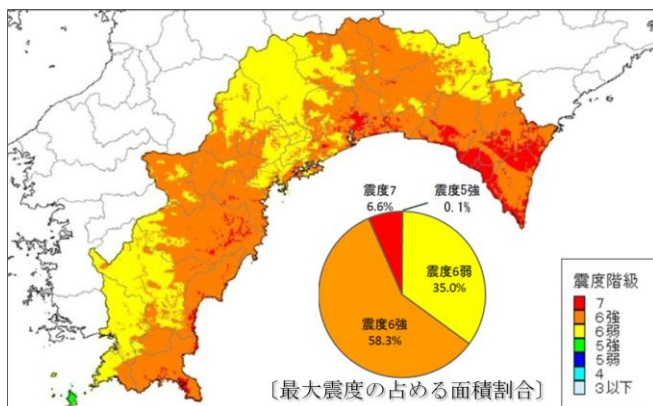 震度7
6.6%
震度5強
0.1%
震度6弱
35.0%
震度6強
58.3%
〔最大震度の占める面積割合〕
震度階級
7
6強
6弱
5強
5弱
4
3以下